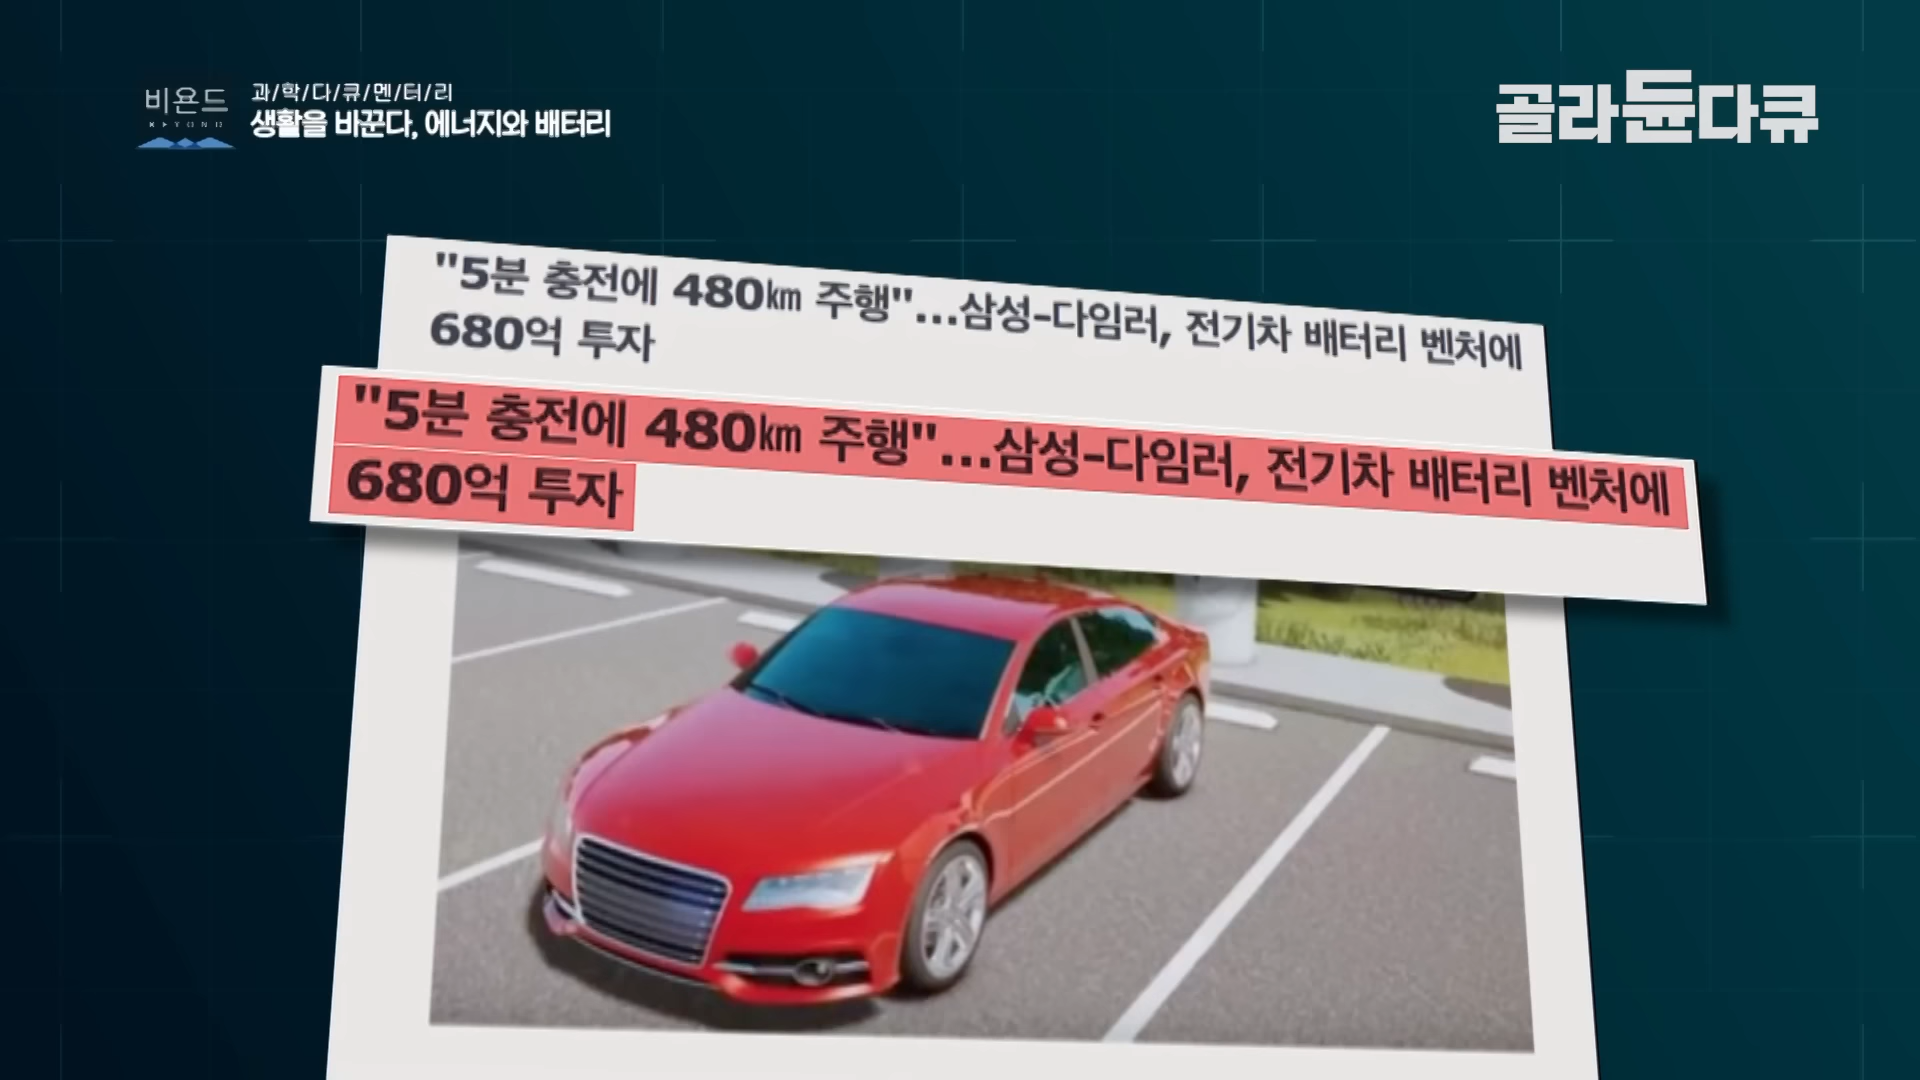 비욘드
BEYOND
과/학/다/큐/멘/터/리
생활을 바꾼다, 에너지와 배터리
골라듄다큐
"5분 충전에 480㎞ 주행"...삼성-다임러, 전기차 배터리 벤처에
680억 투자
"5분 충전에 480㎞ 주행"...삼성-다임러, 전기차 배터리 벤처에
680억 투자